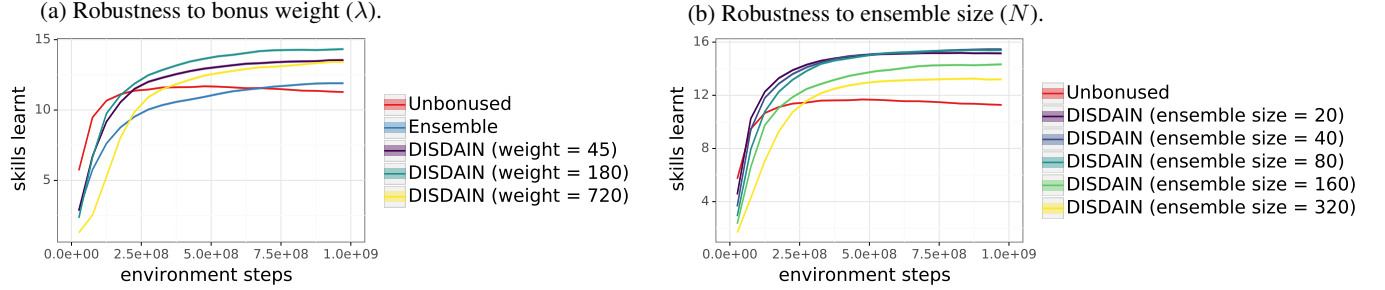 (a) Robustness to bonus weight (λ).
15
10
5
skills learnt
0.0e+00 2.5e+08 5.0e+08 7.5e+08 1.0e+09
environment steps
Unbonused
Ensemble
DISDAIN (weight = 45)
DISDAIN (weight = 180)
DISDAIN (weight = 720)
(b) Robustness to ensemble size (N).
16
12
8
4
skills learnt
0.0e+00 2.5e+08 5.0e+08 7.5e+08 1.0e+09
environment steps
Unbonused
DISDAIN (ensemble size = 20)
DISDAIN (ensemble size = 40)
DISDAIN (ensemble size = 80)
DISDAIN (ensemble size = 160)
DISDAIN (ensemble size = 320)